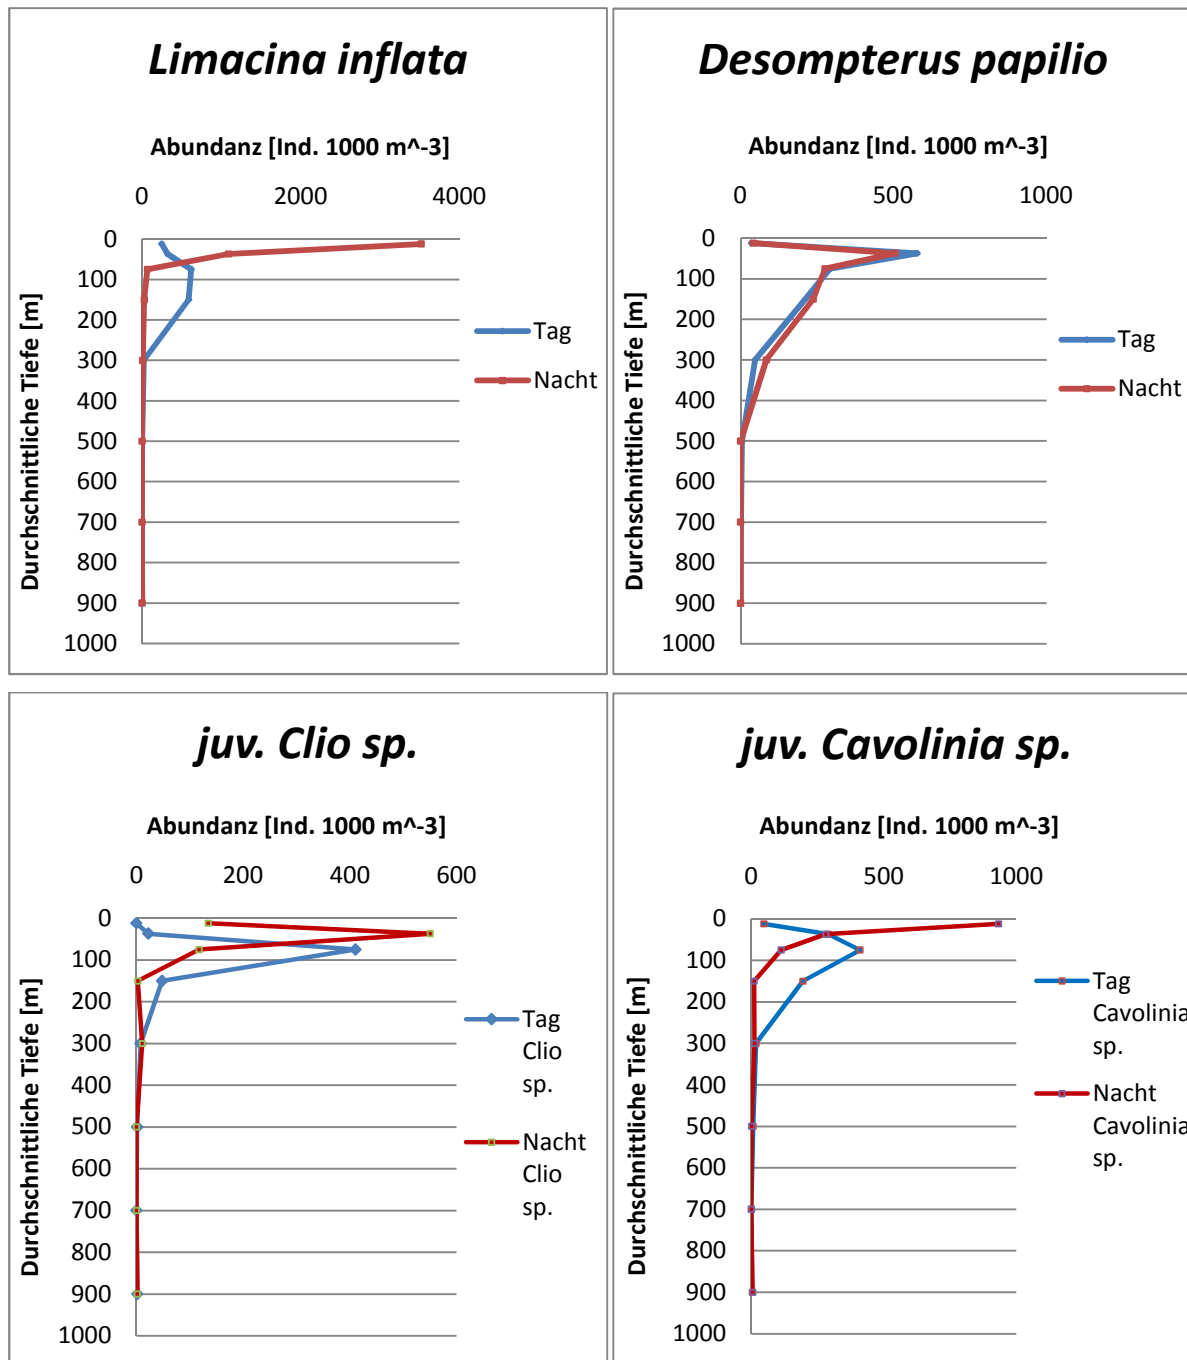 Limacina inflata
Abundanz [Ind. 1000 m^-3]
0 2000 4000
0
100
200
300
400
500
600
700
800
900
1000
Durchschnittliche Tiefe [m]
Tag
Nacht
Desompterus papilio
Abundanz [Ind. 1000 m^-3]
0 500 1000
0
100
200
300
400
500
600
700
800
900
1000
Durchschnittliche Tiefe [m]
Tag
Nacht
juv. Clio sp.
Abundanz [Ind. 1000 m^-3]
0 200 400 600
0
100
200
300
400
500
600
700
800
900
1000
Durchschnittliche Tiefe [m]
Tag
Clio
sp.
Nacht
Clio
sp.
juv. Cavolinia sp.
Abundanz [Ind. 1000 m^-3]
0 500 1000
0
100
200
300
400
500
600
700
800
900
1000
Durchschnittliche Tiefe [m]
Tag
Cavolinia
sp.
Nacht
Cavolinia
sp.